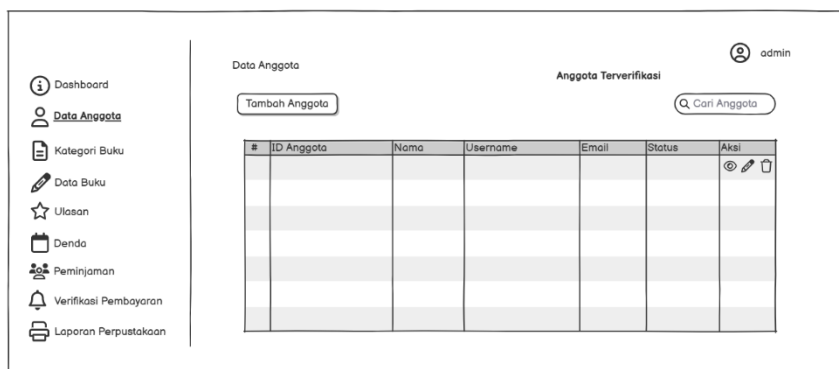 Dashboard
Data Anggota
Kategori Buku
Data Buku
Ulasan
Denda
Peminjaman
Verifikasi Pembayaran
Laporan Perpustakaan
admin
Data Anggota
Anggota Terverifikasi
Tambah Anggota
Cari Anggota
# ID Anggota Nama Username Email Status Aksi